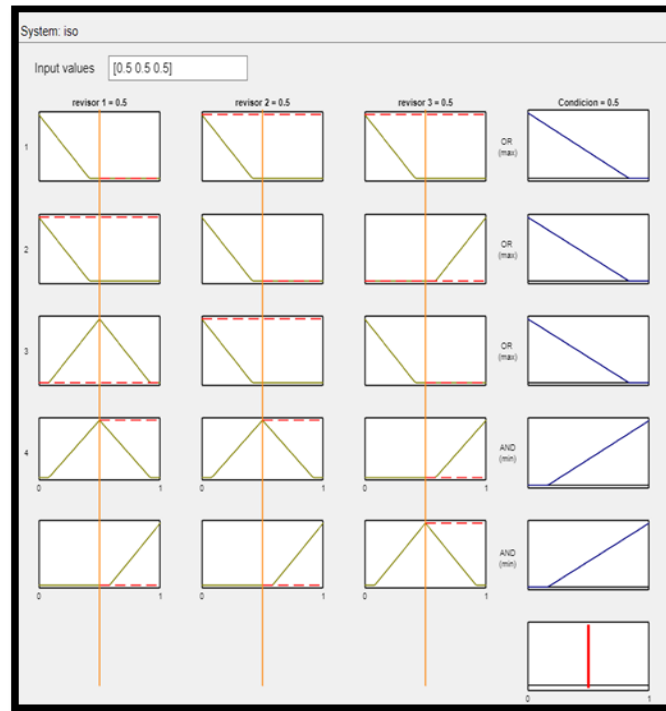 System: iso
Input values [0.5 0.5 0.5]
revisor 1 = 0.5 revisor 2 = 0.5 revisor 3 = 0.5 Condicion = 0.5
1 OR
(max)
2 OR
(max)
3 OR
(max)
4 AND
(min)
0 1 0 1
AND
(min)
0 1 0 1 0 1
0 1